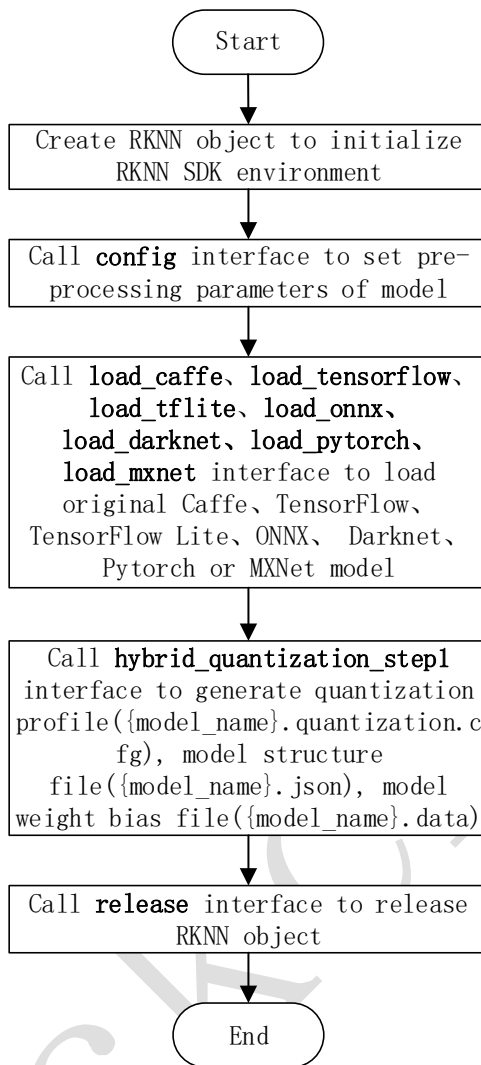 Start
Create RKNN object to initialize
RKNN SDK environment
Call config interface to set pre-
processing parameters of model
Call load_caffe、load_tensorflow、
load_tflite、load_onnx、
load_darknet、load_pytorch、
load_mxnet interface to load
original Caffe、TensorFlow、
TensorFlow Lite、ONNX、 Darknet、
Pytorch or MXNet model
Call hybrid_quantization_step1
interface to generate quantization
profile({model_name}.quantization.c
fg), model structure
file({model_name}.json), model
weight bias file({model_name}.data)
Call release interface to release
RKNN object
End